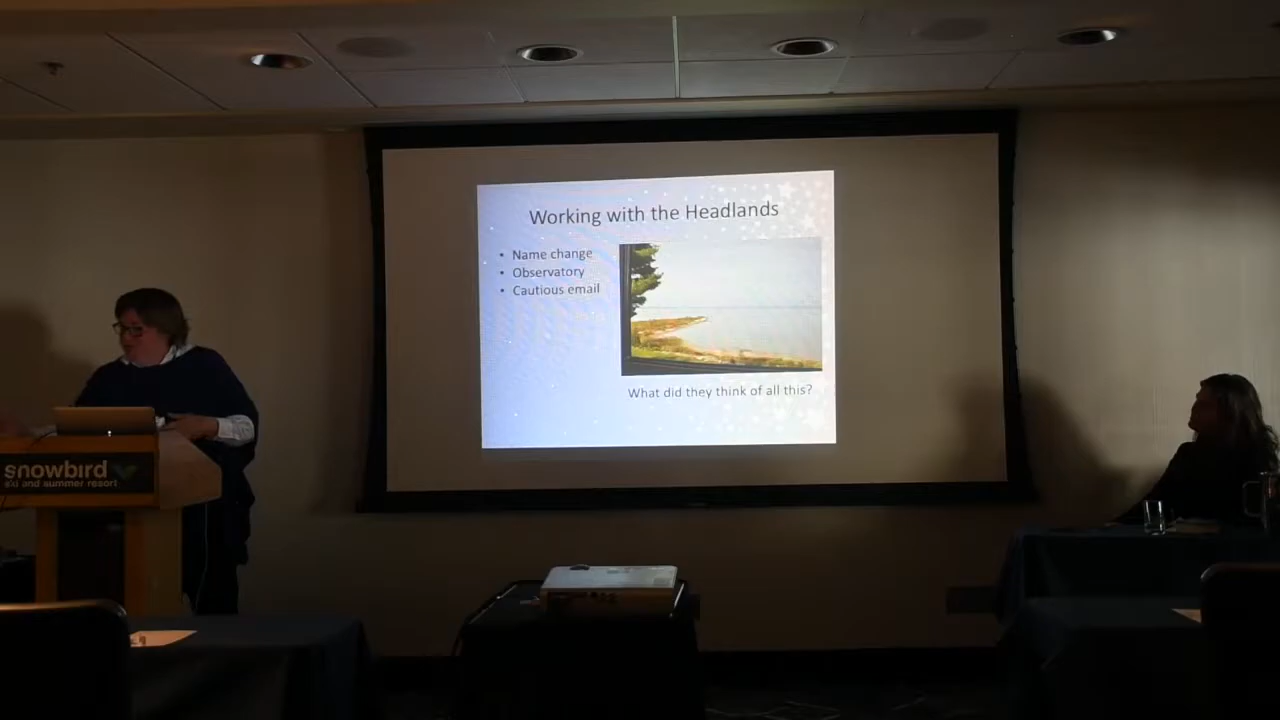 Working with the Headlands
• Name change
• Observatory
• Cautious email
What did they think of all this?
snowbird
ski and summer resort